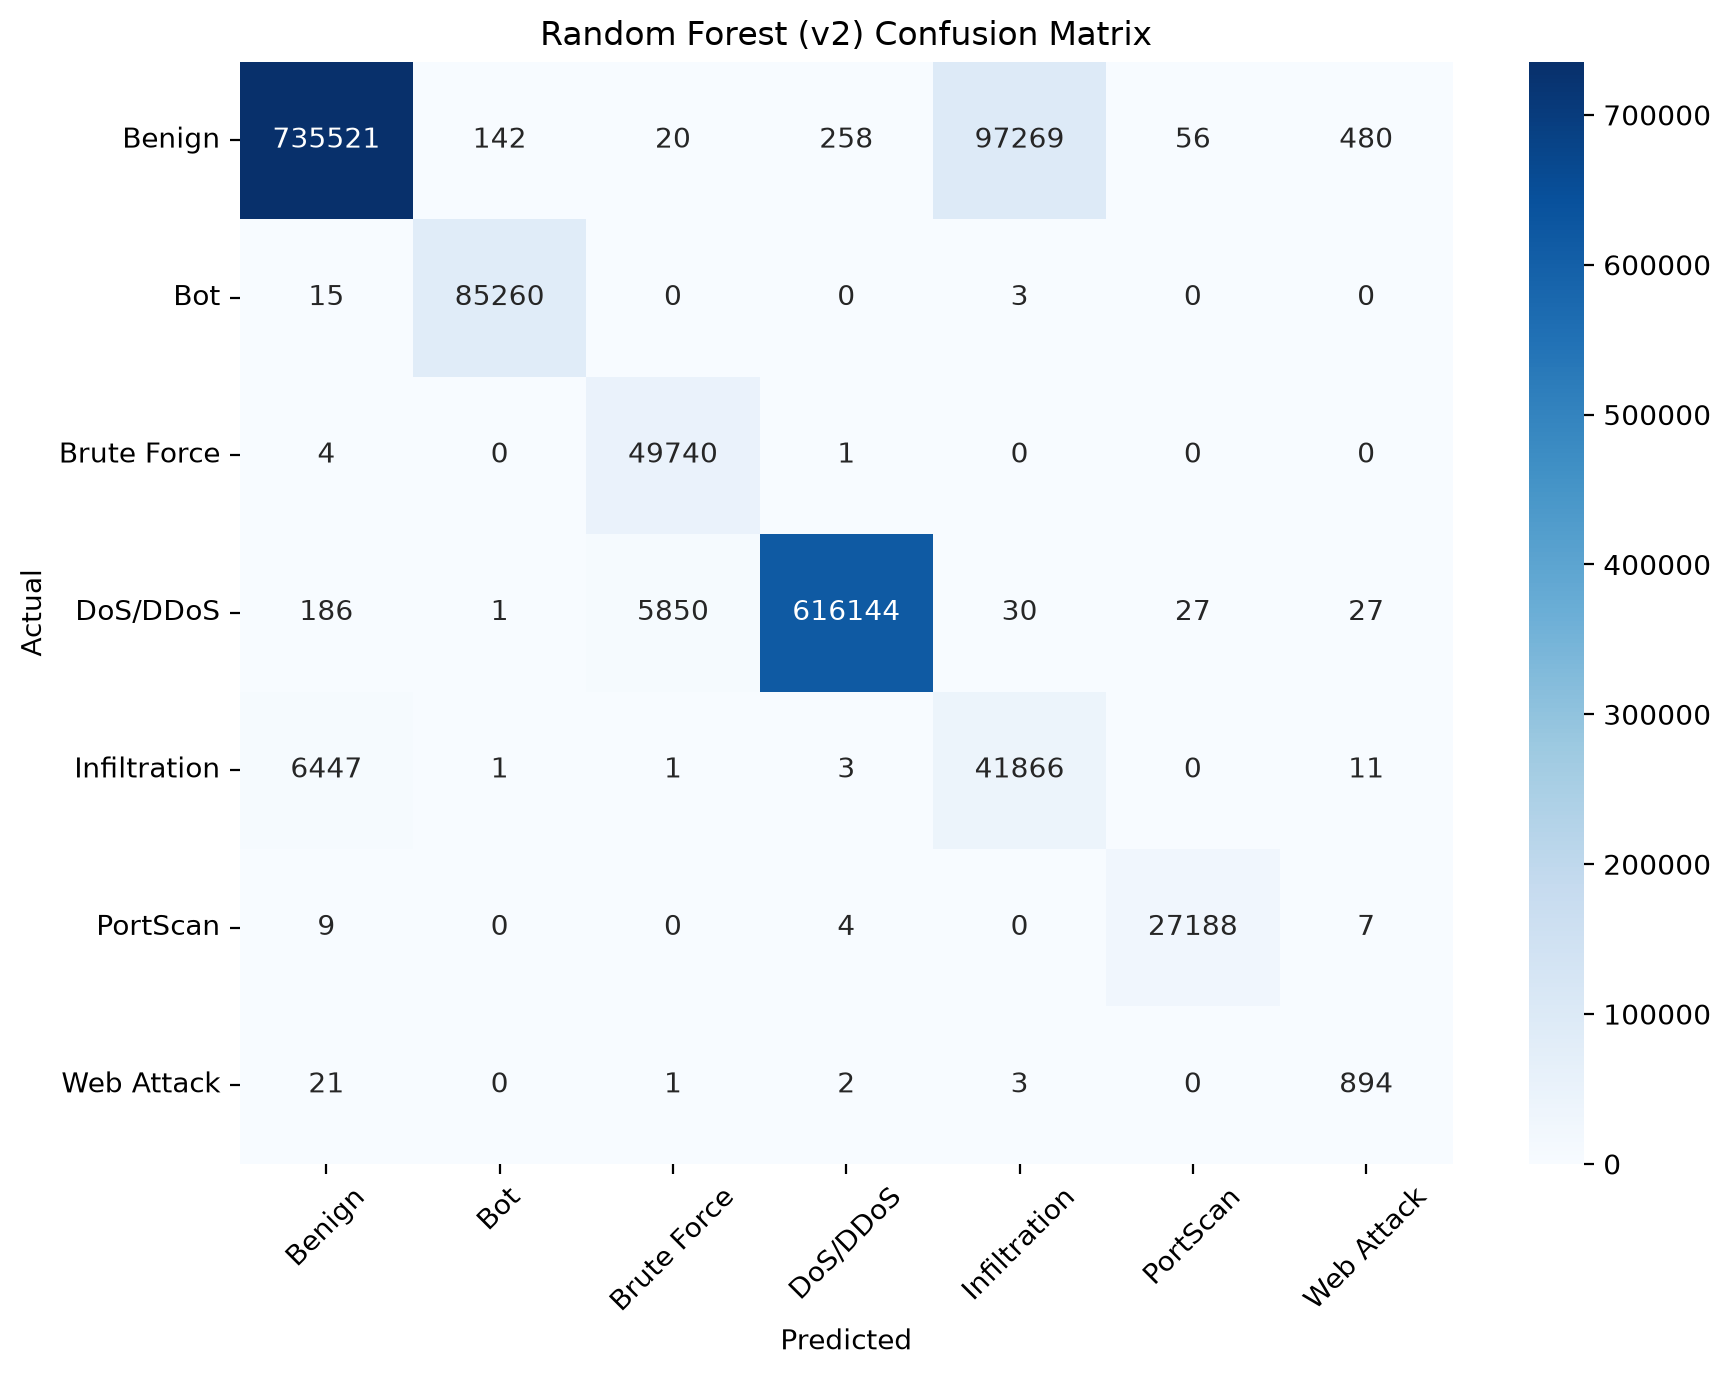 Random Forest (v2) Confusion Matrix
Benign 735521 142 20 258 97269 56 480
Bot 15 85260 0 0 3 0 0
Brute Force 4 0 49740 1 0 0 0
DoS/DDoS 186 1 5850 616144 30 27 27
Infiltration 6447 1 1 3 41866 0 11
PortScan 9 0 0 4 0 27188 7
Web Attack 21 0 1 2 3 0 894
Actual
Benign Bot Brute Force DoS/DDoS Infiltration PortScan Web Attack
Predicted
700000
600000
500000
400000
300000
200000
100000
0